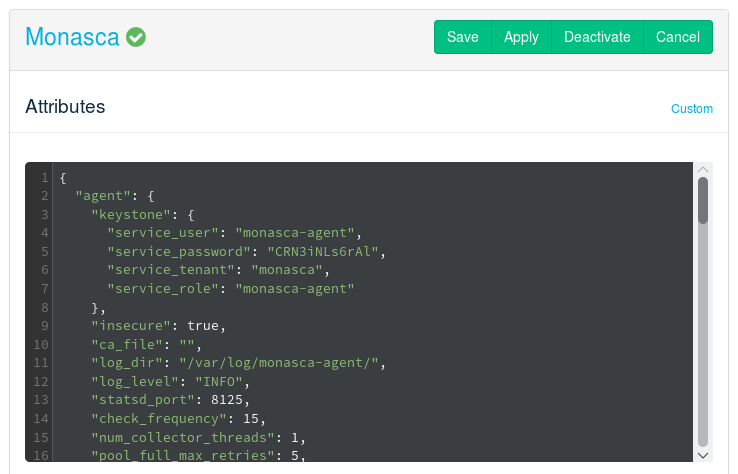 Monasca
Save Apply Deactivate Cancel
Attributes
Custom
1 {
2   "agent": {
3     "keystone": {
4       "service_user": "monasca-agent",
5       "service_password": "CRN3iNLs6rAl",
6       "service_tenant": "monasca",
7       "service_role": "monasca-agent"
8     },
9     "insecure": true,
10     "ca_file": "",
11     "log_dir": "/var/log/monasca-agent/",
12     "log_level": "INFO",
13     "statsd_port": 8125,
14     "check_frequency": 15,
15     "num_collector_threads": 1,
16     "pool_full_max_retries": 5,